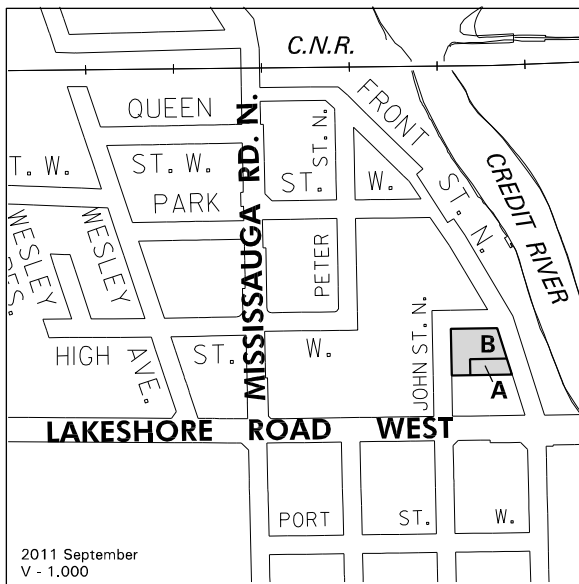 C.N.R.
QUEEN
ST. W.
T. W.
PARK
ST.
W.
MISSISSAUGA RD. N.
ST. N.
PETER
FRONT
ST. N.
CREDIT RIVER
WESLEY
RES.
WESLEY
AVE.
HIGH
ST.
W.
JOHN ST. N.
B
A
LAKESHORE ROAD WEST
PORT
ST.
W.
2011 September
V - 1.000